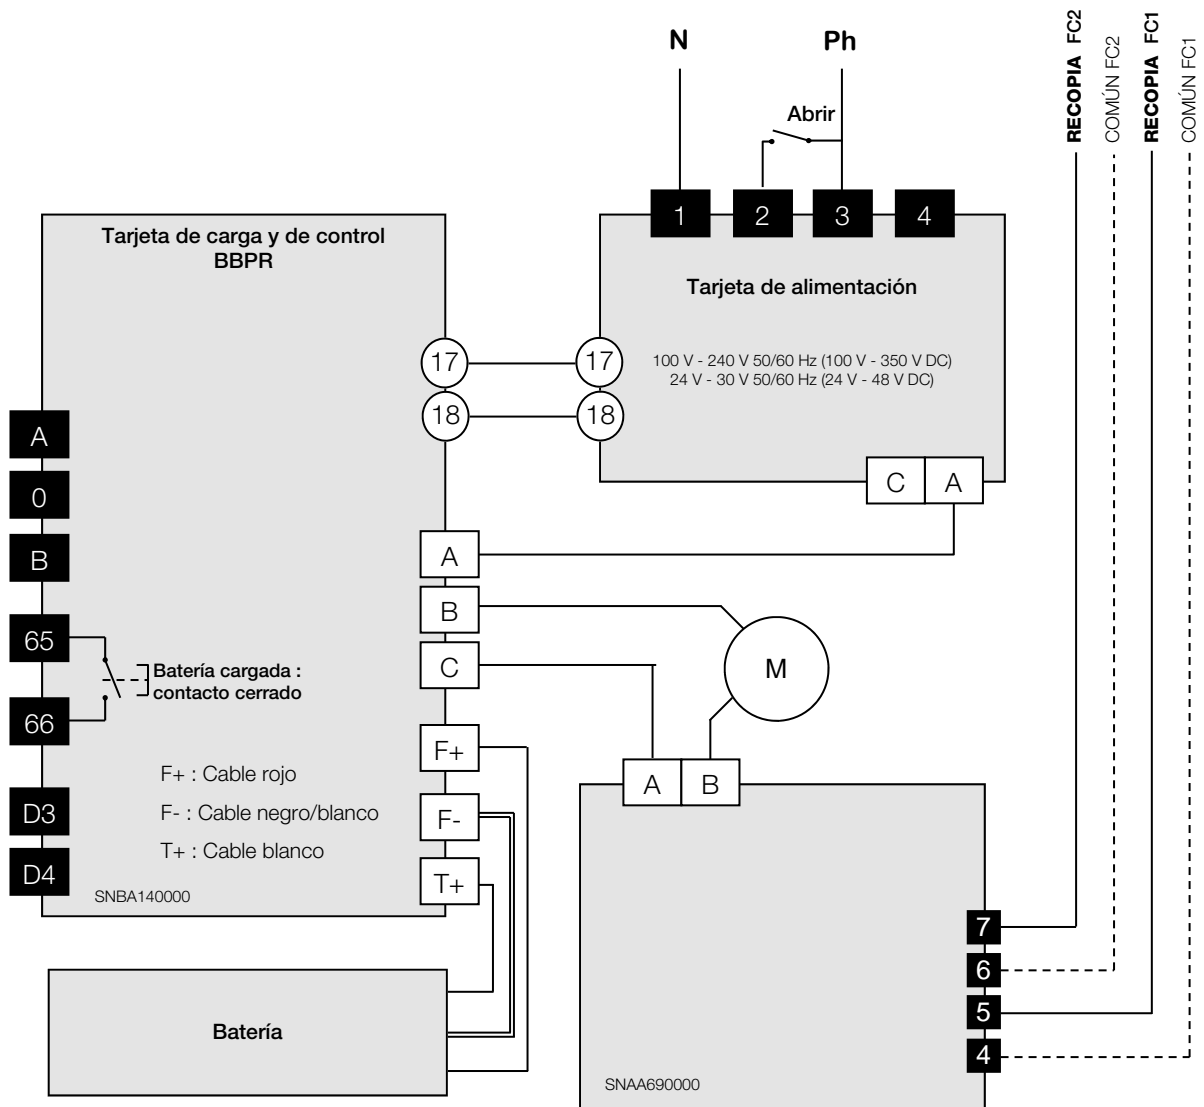 N
Ph
RECOPIA FC2
COMÚN FC2
RECOPIA FC1
COMÚN FC1
Abrir
1
2
3
4
Tarjeta de carga y de control
BBPR
Tarjeta de alimentación
100 V - 240 V 50/60 Hz (100 V - 350 V DC)
24 V - 30 V 50/60 Hz (24 V - 48 V DC)
17
17
18
18
A
0
B
C
A
A
B
C
65
66
Batería cargada :
contacto cerrado
M
F+
F-
T+
A
B
F+ : Cable rojo
F- : Cable negro/blanco
T+ : Cable blanco
D3
D4
SNBA140000
Batería
7
6
5
4
SNAA690000